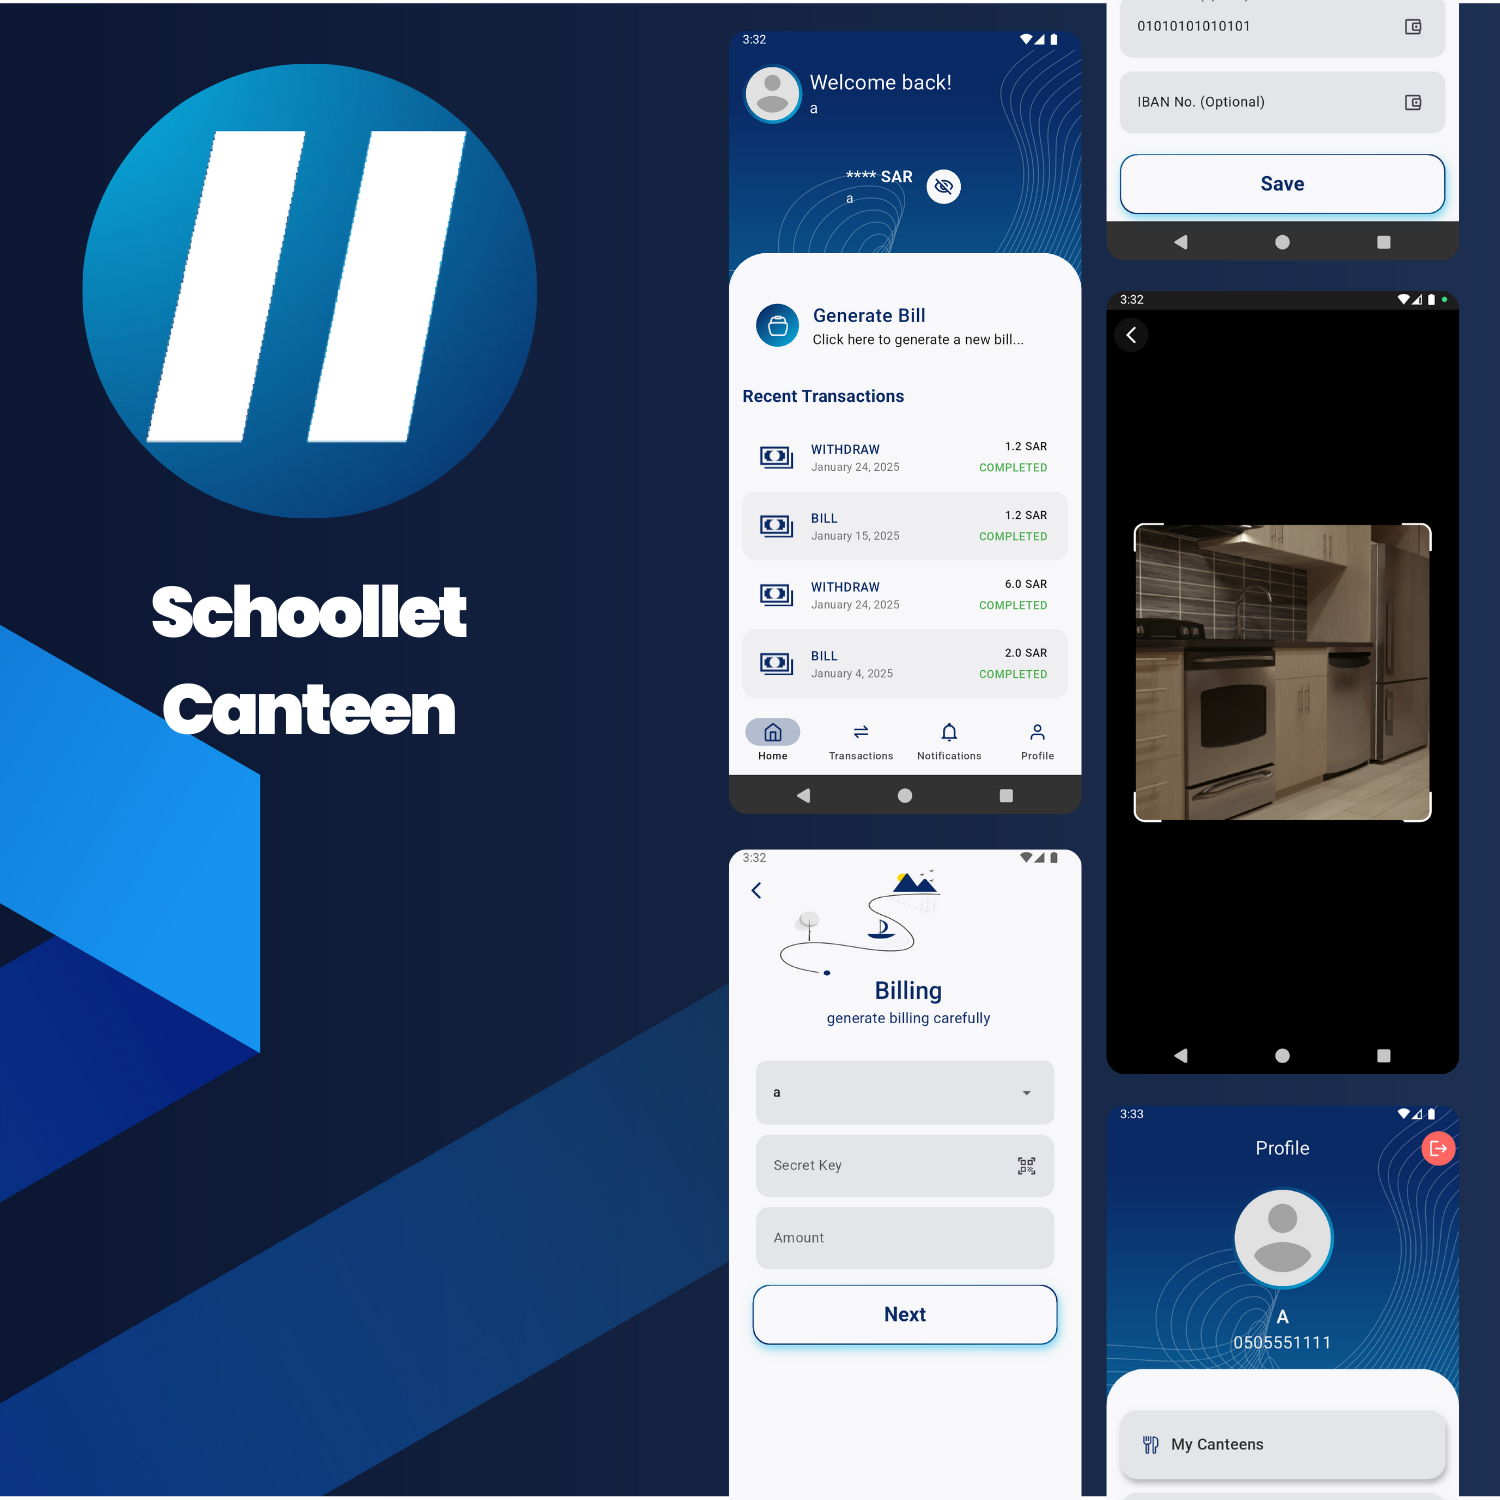 Schoollet
Canteen
3:32
Welcome back!
a
**** SAR
a
Generate Bill
Click here to generate a new bill...
Recent Transactions
WITHDRAW
1.2 SAR
January 24, 2025
COMPLETED
BILL
1.2 SAR
January 15, 2025
COMPLETED
WITHDRAW
6.0 SAR
January 24, 2025
COMPLETED
BILL
2.0 SAR
January 4, 2025
COMPLETED
Home
Transactions
Notifications
Profile
3:32
Billing
generate billing carefully
a
Secret Key
Amount
Next
01010101010101
IBAN No. (Optional)
Save
3:32
3:33
Profile
A
0505551111
My Canteens